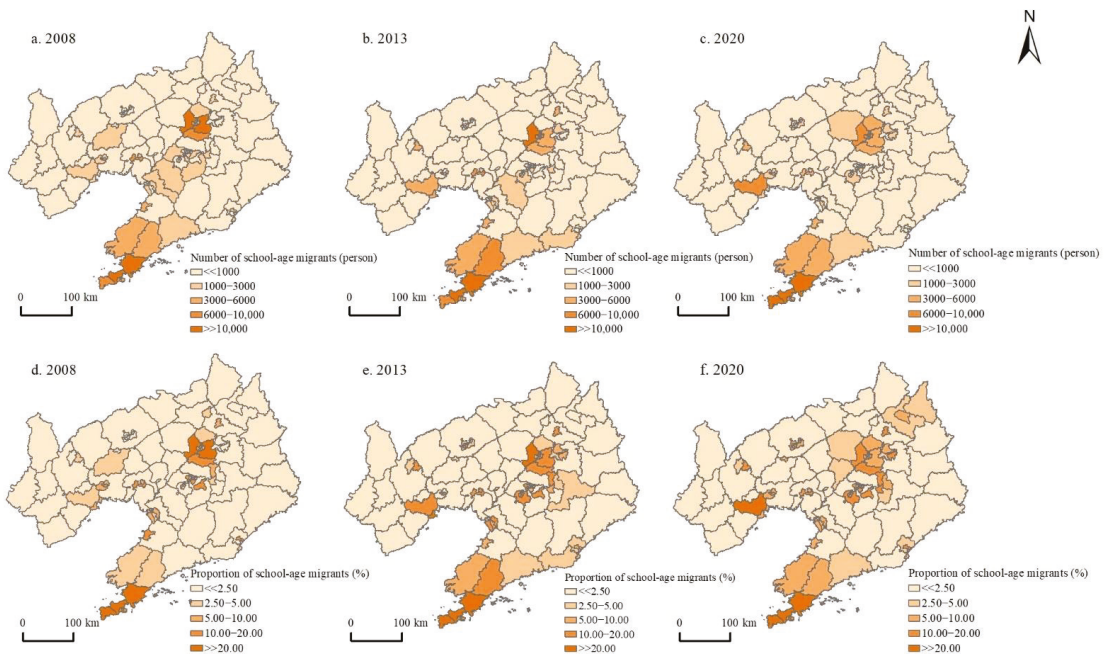 N
a. 2008
b. 2013
c. 2020
Number of school-age migrants (person)
<<1000
1000−3000
3000−6000
6000−10,000
>>10,000
0 100 km
Number of school-age migrants (person)
<<1000
1000−3000
3000−6000
6000−10,000
>>10,000
0 100 km
Number of school-age migrants (person)
<<1000
1000−3000
3000−6000
6000−10,000
>>10,000
0 100 km
d. 2008
e. 2013
f. 2020
Proportion of school-age migrants (%)
<<2.50
2.50−5.00
5.00−10.00
10.00−20.00
>>20.00
0 100 km
Proportion of school-age migrants (%)
<<2.50
2.50−5.00
5.00−10.00
10.00−20.00
>>20.00
0 100 km
Proportion of school-age migrants (%)
<<2.50
2.50−5.00
5.00−10.00
10.00−20.00
>>20.00
0 100 km